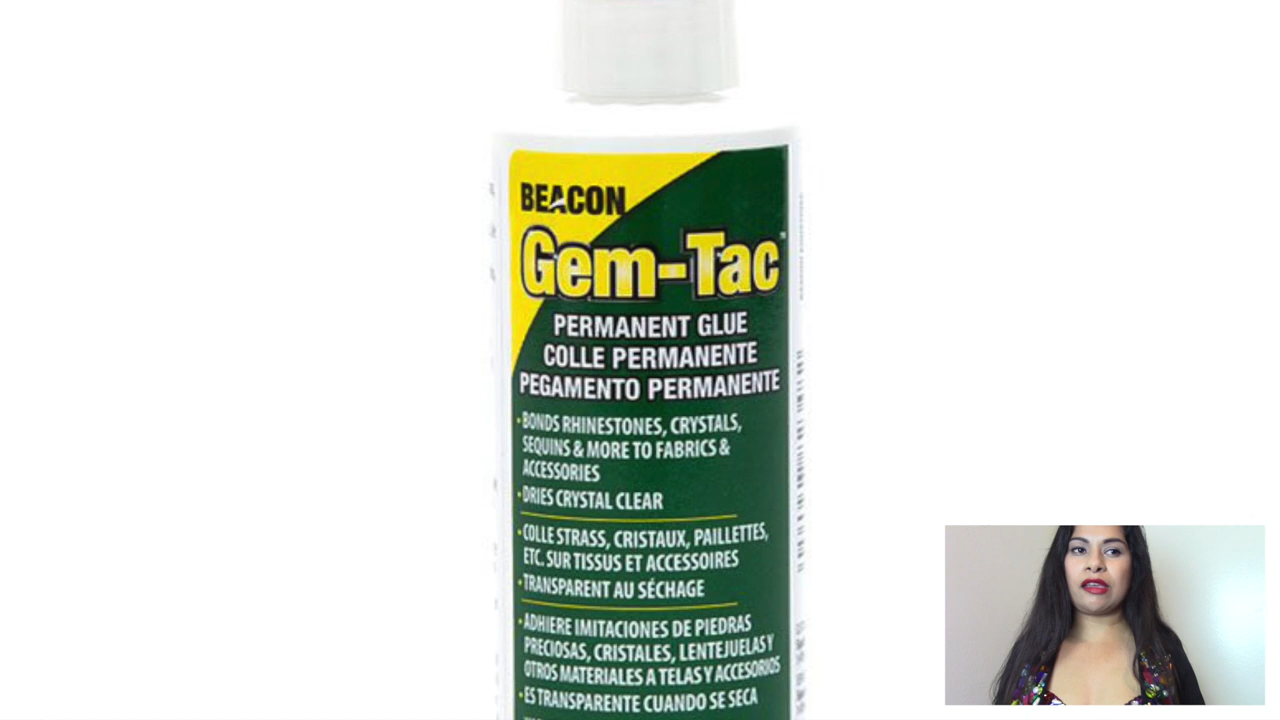 BEACON
Gem-Tac™
PERMANENT GLUE
COLLE PERMANENTE
PEGAMENTO PERMANENTE
•BONDS RHINESTONES, CRYSTALS,
SEQUINS & MORE TO FABRICS &
ACCESSORIES
•DRIES CRYSTAL CLEAR
•COLLE STRASS, CRISTAUX, PAILLETTES,
ETC. SUR TISSUS ET ACCESSOIRES
•TRANSPARENT AU SÉCHAGE
•ADHIERE IMITACIONES DE PIEDRAS
PRECIOSAS, CRISTALES, LENTEJUELAS Y
OTROS MATERIALES A TELAS Y ACCESORIOS
•ES TRANSPARENTE CUANDO SE SECA